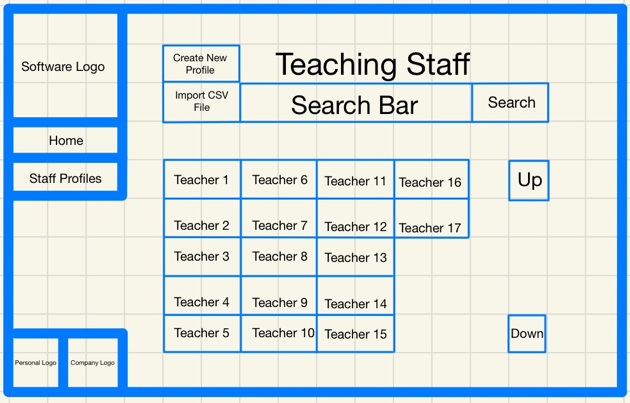 Software Logo
Home
Staff Profiles
Personal Logo
Company Logo
Create New
Profile
Teaching Staff
Import CSV
File
Search Bar
Search
Teacher 1
Teacher 6
Teacher 11
Teacher 16
Teacher 2
Teacher 7
Teacher 12
Teacher 17
Teacher 3
Teacher 8
Teacher 13
Teacher 4
Teacher 9
Teacher 14
Teacher 5
Teacher 10
Teacher 15
Up
Down